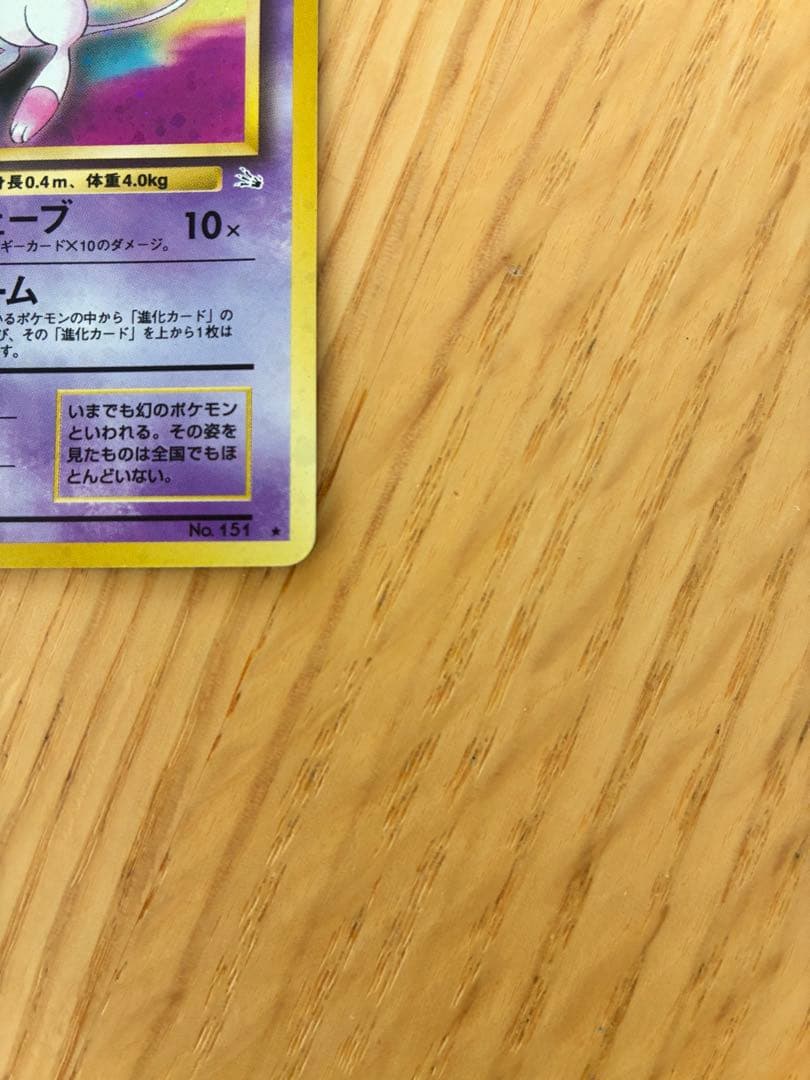 長0.4m、体重4.0kg
ェーブ 10×
ギーカード×10のダメージ。
ーム
いるポケモンの中から「進化カード」の
び、その「進化カード」を上から1枚は
す。
いまでも幻のポケモン
といわれる。その姿を
見たものは全国でもほ
とんどいない。
No. 151 ★